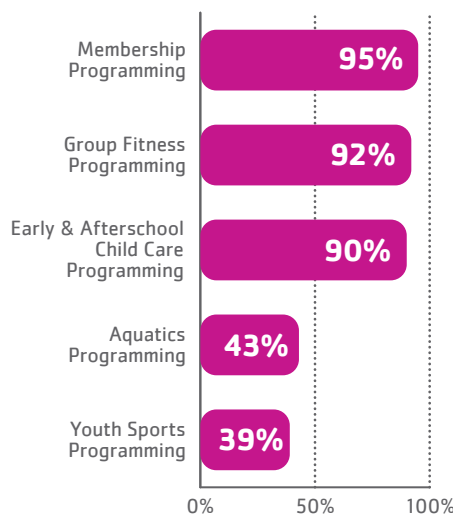 Membership
Programming
95%
Group Fitness
Programming
92%
Early & Afterschool
Child Care
Programming
90%
Aquatics
Programming
43%
Youth Sports
Programming
39%
0% 50% 100%